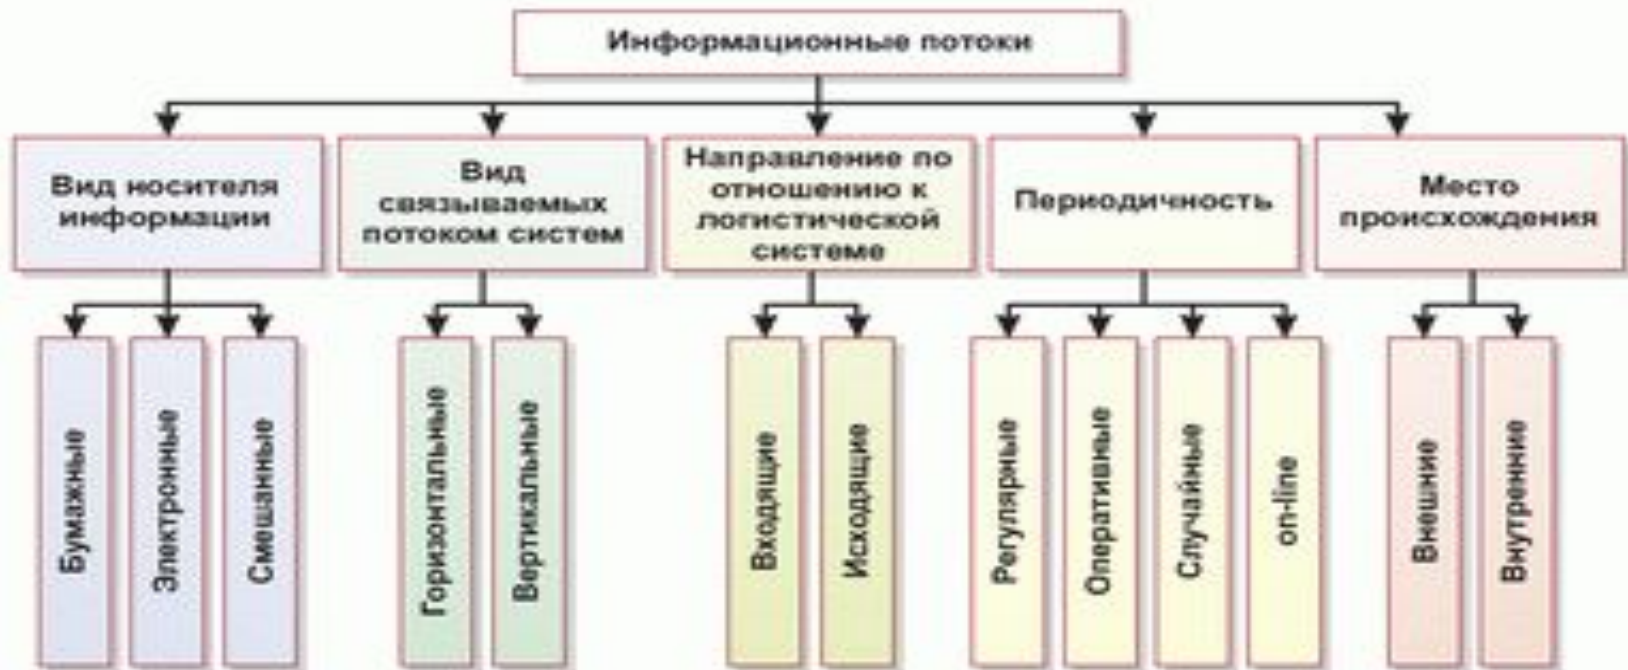 Информационные потоки
Вид носителя
информации
Вид
связываемых
потоком систем
Направление по
отношению к
логистической
системе
Периодичность
Место
происхождения
Бумажные
Электронные
Смешанные
Горизонтальные
Вертикальные
Входящие
Исходящие
Регулярные
Оперативные
Случайные
on-line
Внешние
Внутренние